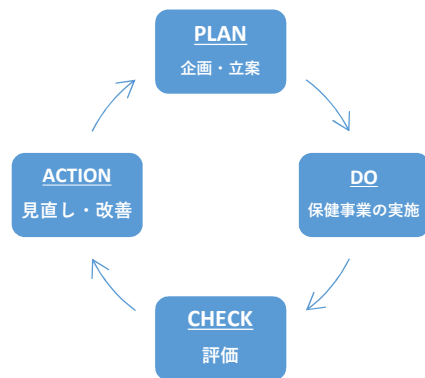 PLAN
企画・立案
DO
保健事業の実施
CHECK
評価
ACTION
見直し・改善